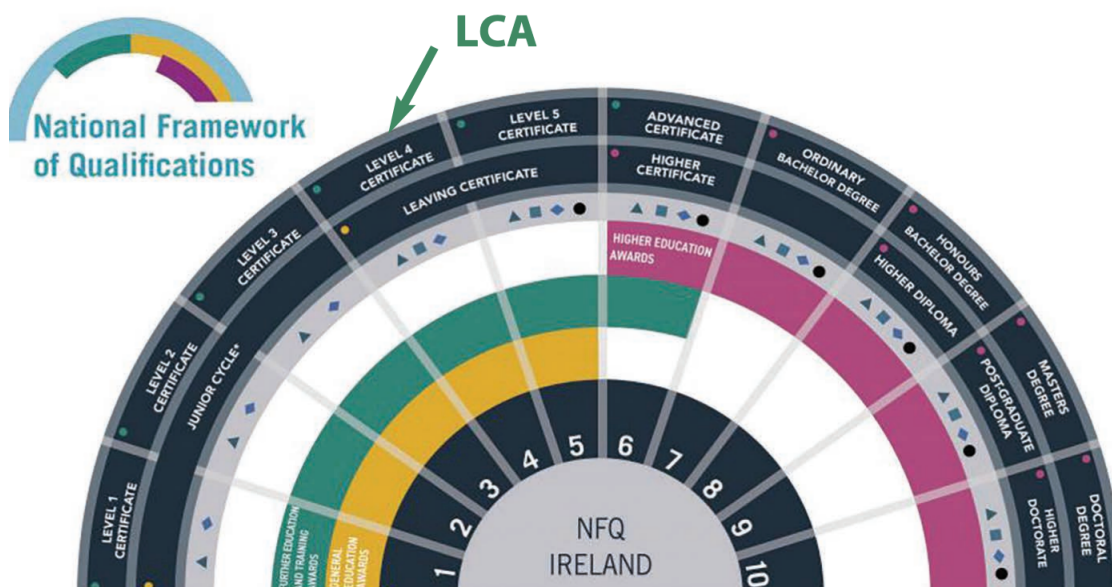 LCA
National Framework
of Qualifications
LEVEL 1
CERTIFICATE
LEVEL 2
CERTIFICATE
LEVEL 3
CERTIFICATE
LEVEL 4
CERTIFICATE
LEVEL 5
CERTIFICATE
ADVANCED
CERTIFICATE
ORDINARY
BACHELOR DEGREE
HONOURS
BACHELOR DEGREE
MASTERS
DEGREE
DOCTORAL
DEGREE
JUNIOR CYCLE*
LEAVING CERTIFICATE
HIGHER
CERTIFICATE
HIGHER DIPLOMA
POST-GRADUATE
DIPLOMA
HIGHER
DOCTORATE
HIGHER EDUCATION
AWARDS
FURTHER EDUCATION
AND TRAINING
AWARDS
GENERAL
EDUCATION
AWARDS
1
2
3
4
5
6
7
8
9
10
NFQ
IRELAND